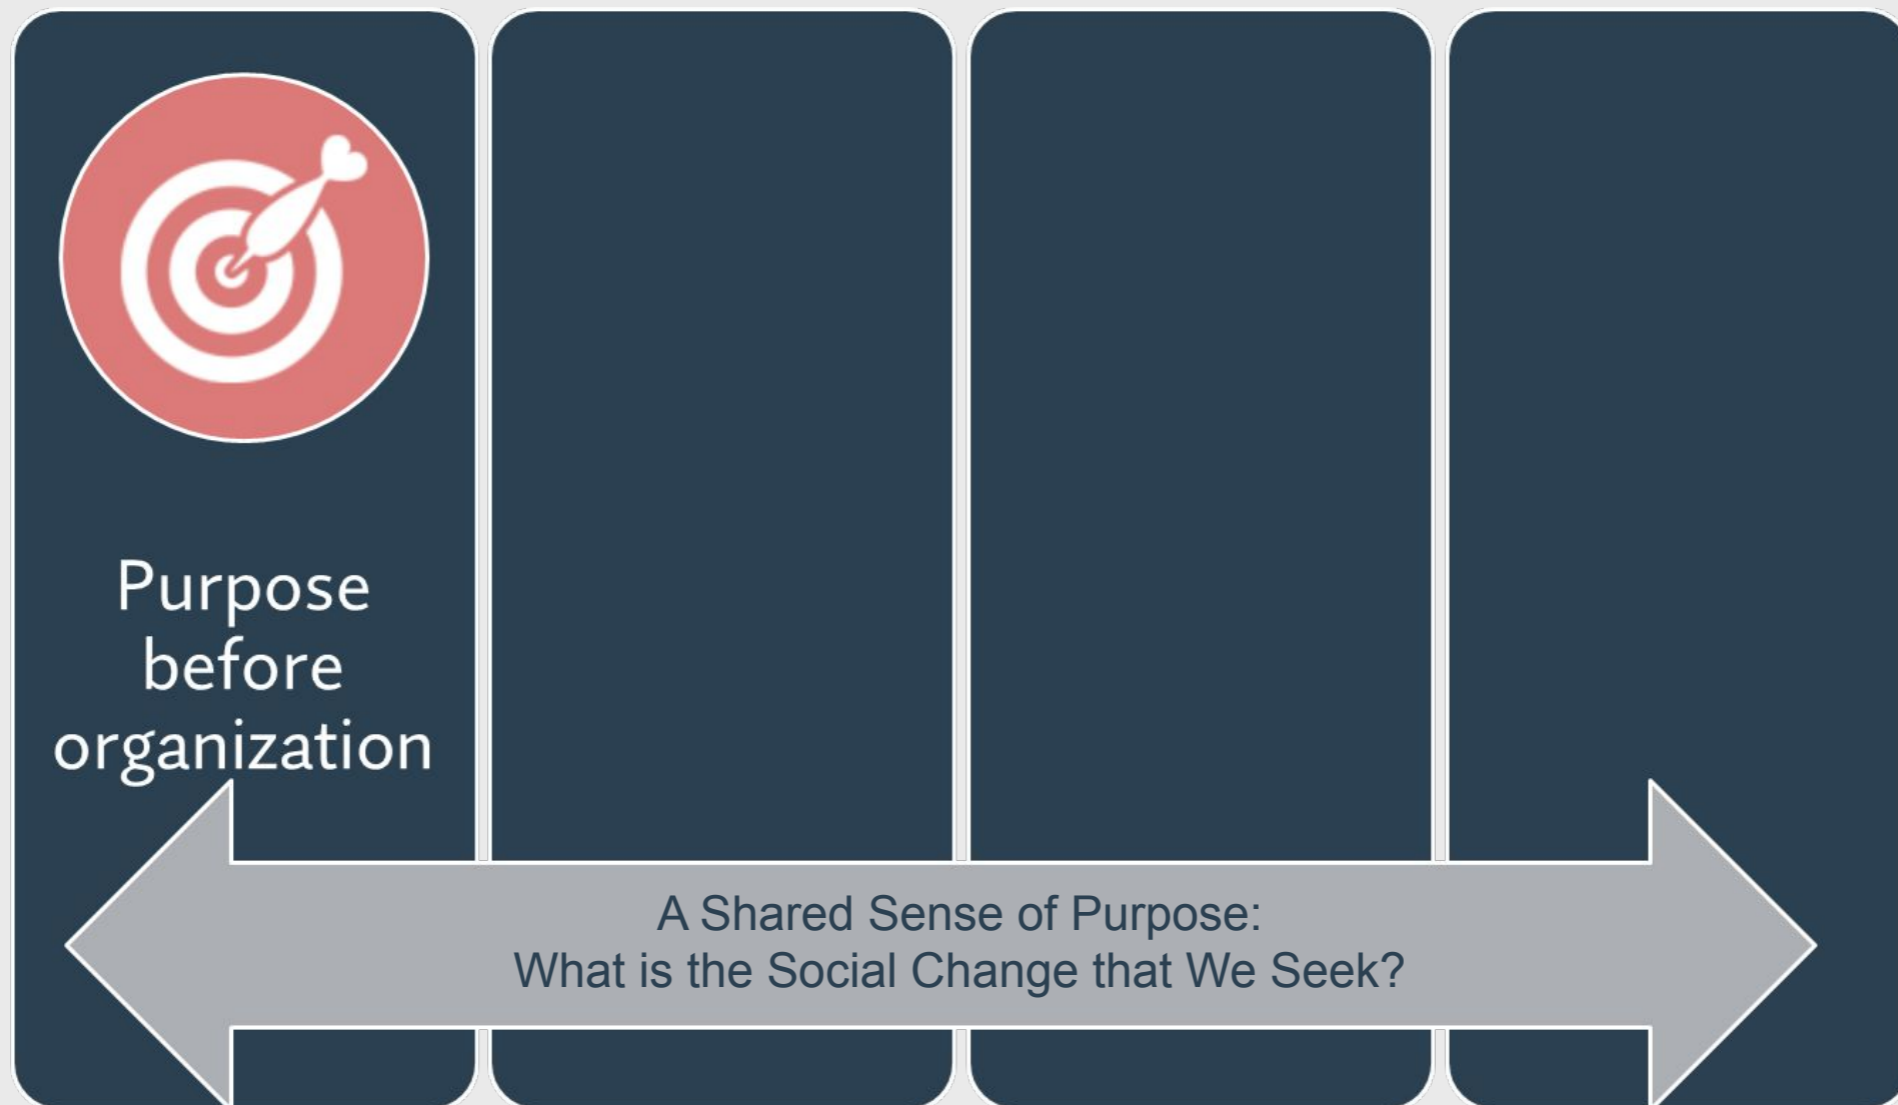 Purpose
before
organization
A Shared Sense of Purpose:
What is the Social Change that We Seek?